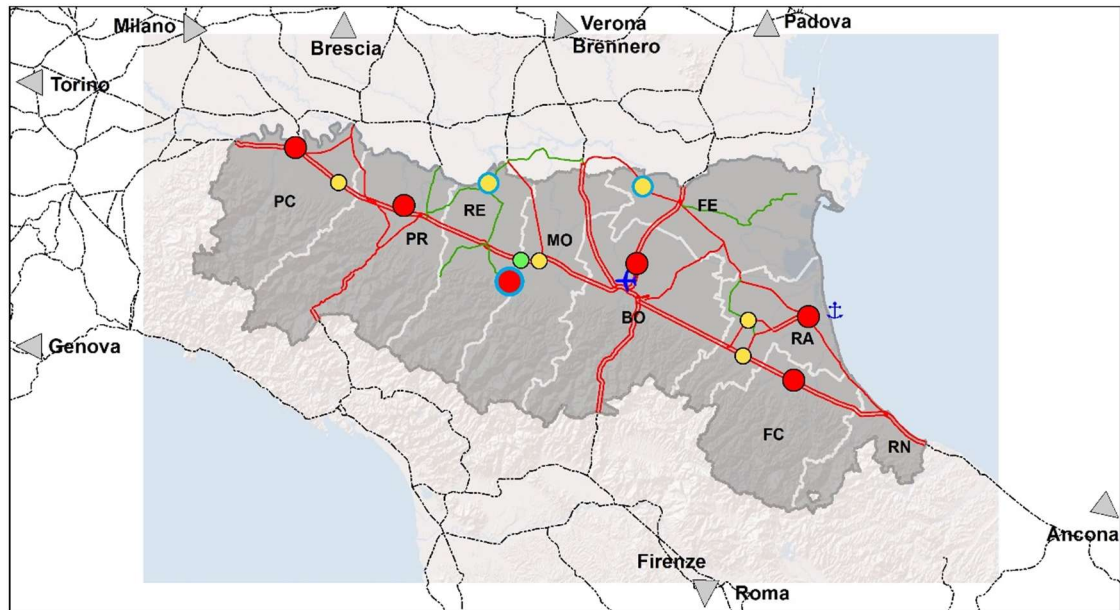 Milano
Brescia
Verona
Brennero
Padova
Torino
PC
PR
RE
MO
FE
BO
RA
FC
RN
Genova
Firenze
Roma
Ancona